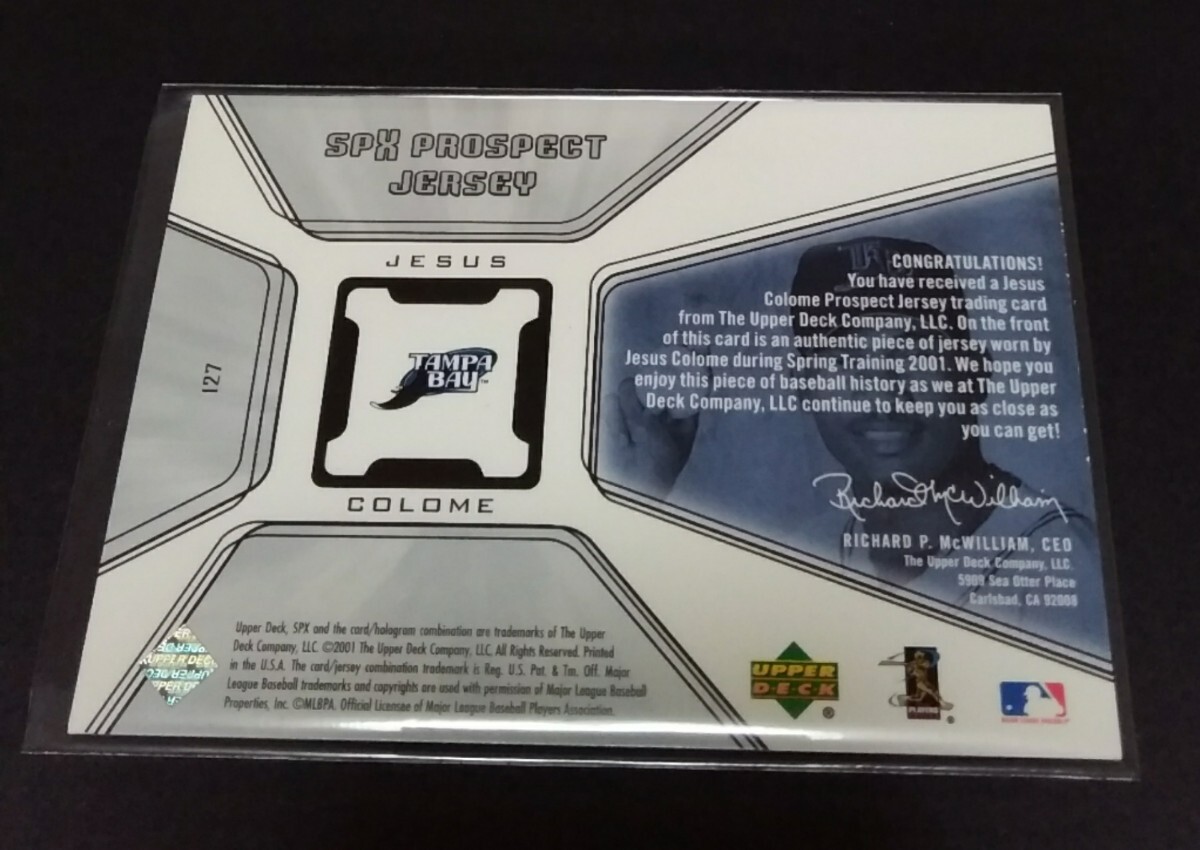 SPX PROSPECT
JERSEY
JESUS
TAMPA
BAY™
COLOME
127
CONGRATULATIONS!
You have received a Jesus
Colome Prospect Jersey trading card
from The Upper Deck Company, LLC. On the front
of this card is an authentic piece of jersey worn by
Jesus Colome during Spring Training 2001. We hope you
enjoy this piece of baseball history as we at The Upper
Deck Company, LLC continue to keep you as close as
you can get!
Richard McWilliam
RICHARD P. McWILLIAM, CEO
The Upper Deck Company, LLC.
5909 Sea Otter Place
Carlsbad, CA 92008
Upper Deck, SPX and the card/hologram combination are trademarks of The Upper
Deck Company, LLC. ©2001 The Upper Deck Company, LLC. All Rights Reserved. Printed
in the U.S.A. The card/jersey combination trademark is Reg. U.S. Pat. & Tm. Off. Major
League Baseball trademarks and copyrights are used with permission of Major League Baseball
Properties, Inc. ©MLBPA. Official Licensee of Major League Baseball Players Association.
UPPER
DECK
®
PLAYERS
®